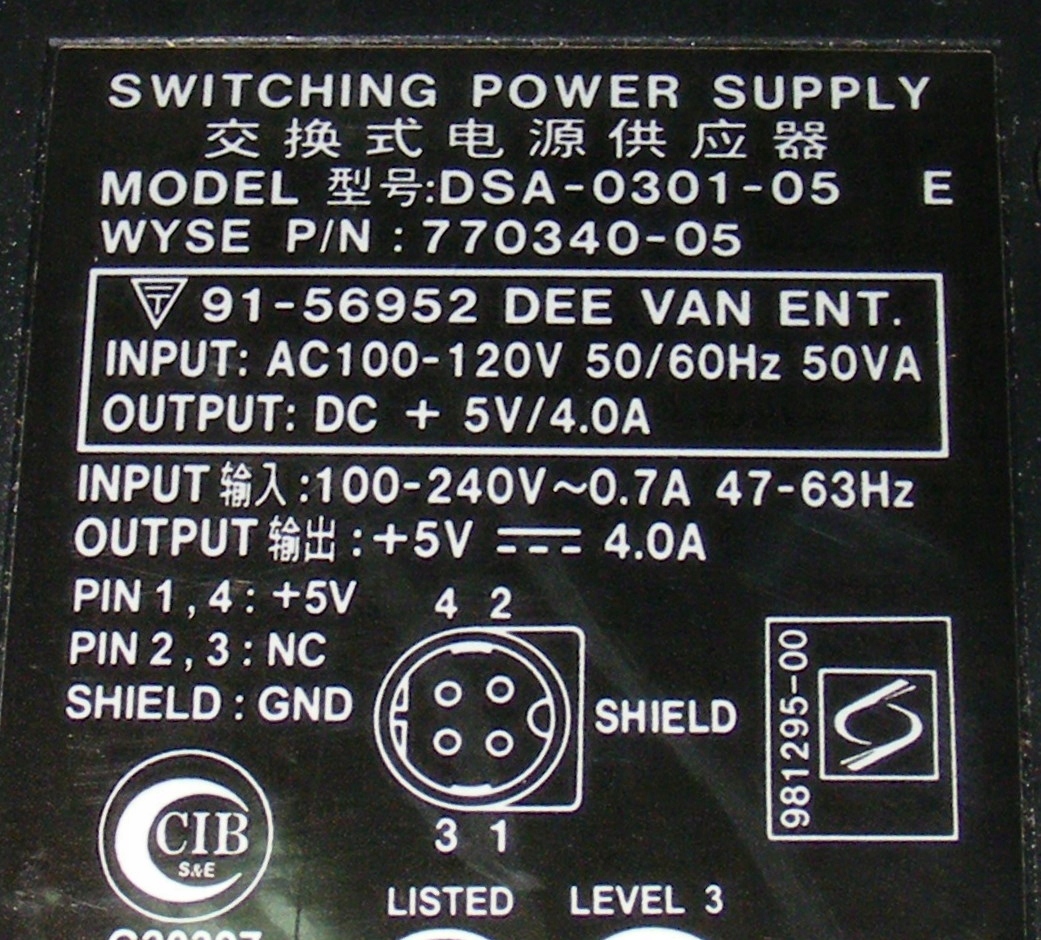 SWITCHING POWER SUPPLY
交换式电源供应器
MODEL 型号:DSA-0301-05 E
WYSE P/N : 770340-05
91-56952 DEE VAN ENT.
INPUT: AC100-120V 50/60Hz 50VA
OUTPUT: DC + 5V/4.0A
INPUT 输入 :100-240V~0.7A 47-63Hz
OUTPUT 输出 : +5V ⎓ 4.0A
PIN 1 , 4 : +5V
4 2
PIN 2 , 3 : NC
SHIELD : GND
SHIELD
981295-00
3 1
CIB
S&E
LISTED
LEVEL 3